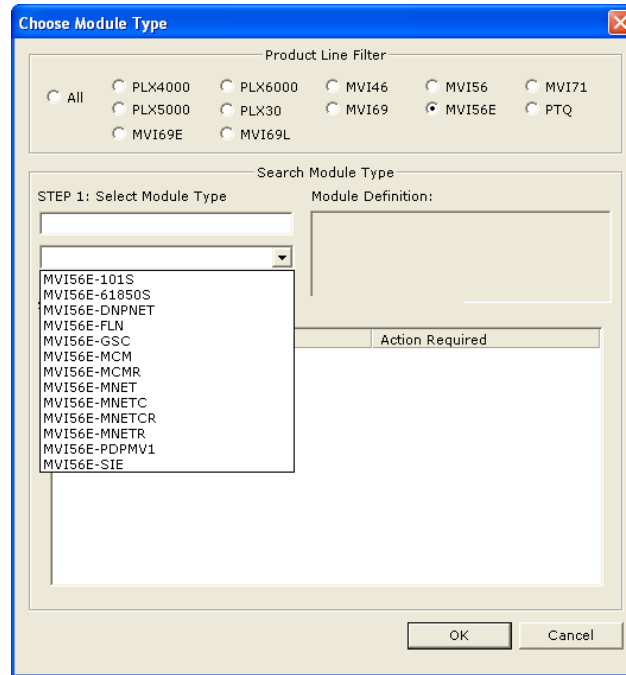 Choose Module Type
Product Line Filter
All
PLX4000 PLX6000 MVI46 MVI56 MVI71
PLX5000 PLX30 MVI69 MVI56E PTQ
MVI69E MVI69L
Search Module Type
STEP 1: Select Module Type Module Definition:
MVI56E-101S
MVI56E-61850S
MVI56E-DNPNET
MVI56E-FLN
MVI56E-GSC
MVI56E-MCM
MVI56E-MCMR
MVI56E-MNET
MVI56E-MNETC
MVI56E-MNETCR
MVI56E-MNETR
MVI56E-PDPMV1
MVI56E-SIE
Action Required
OK Cancel